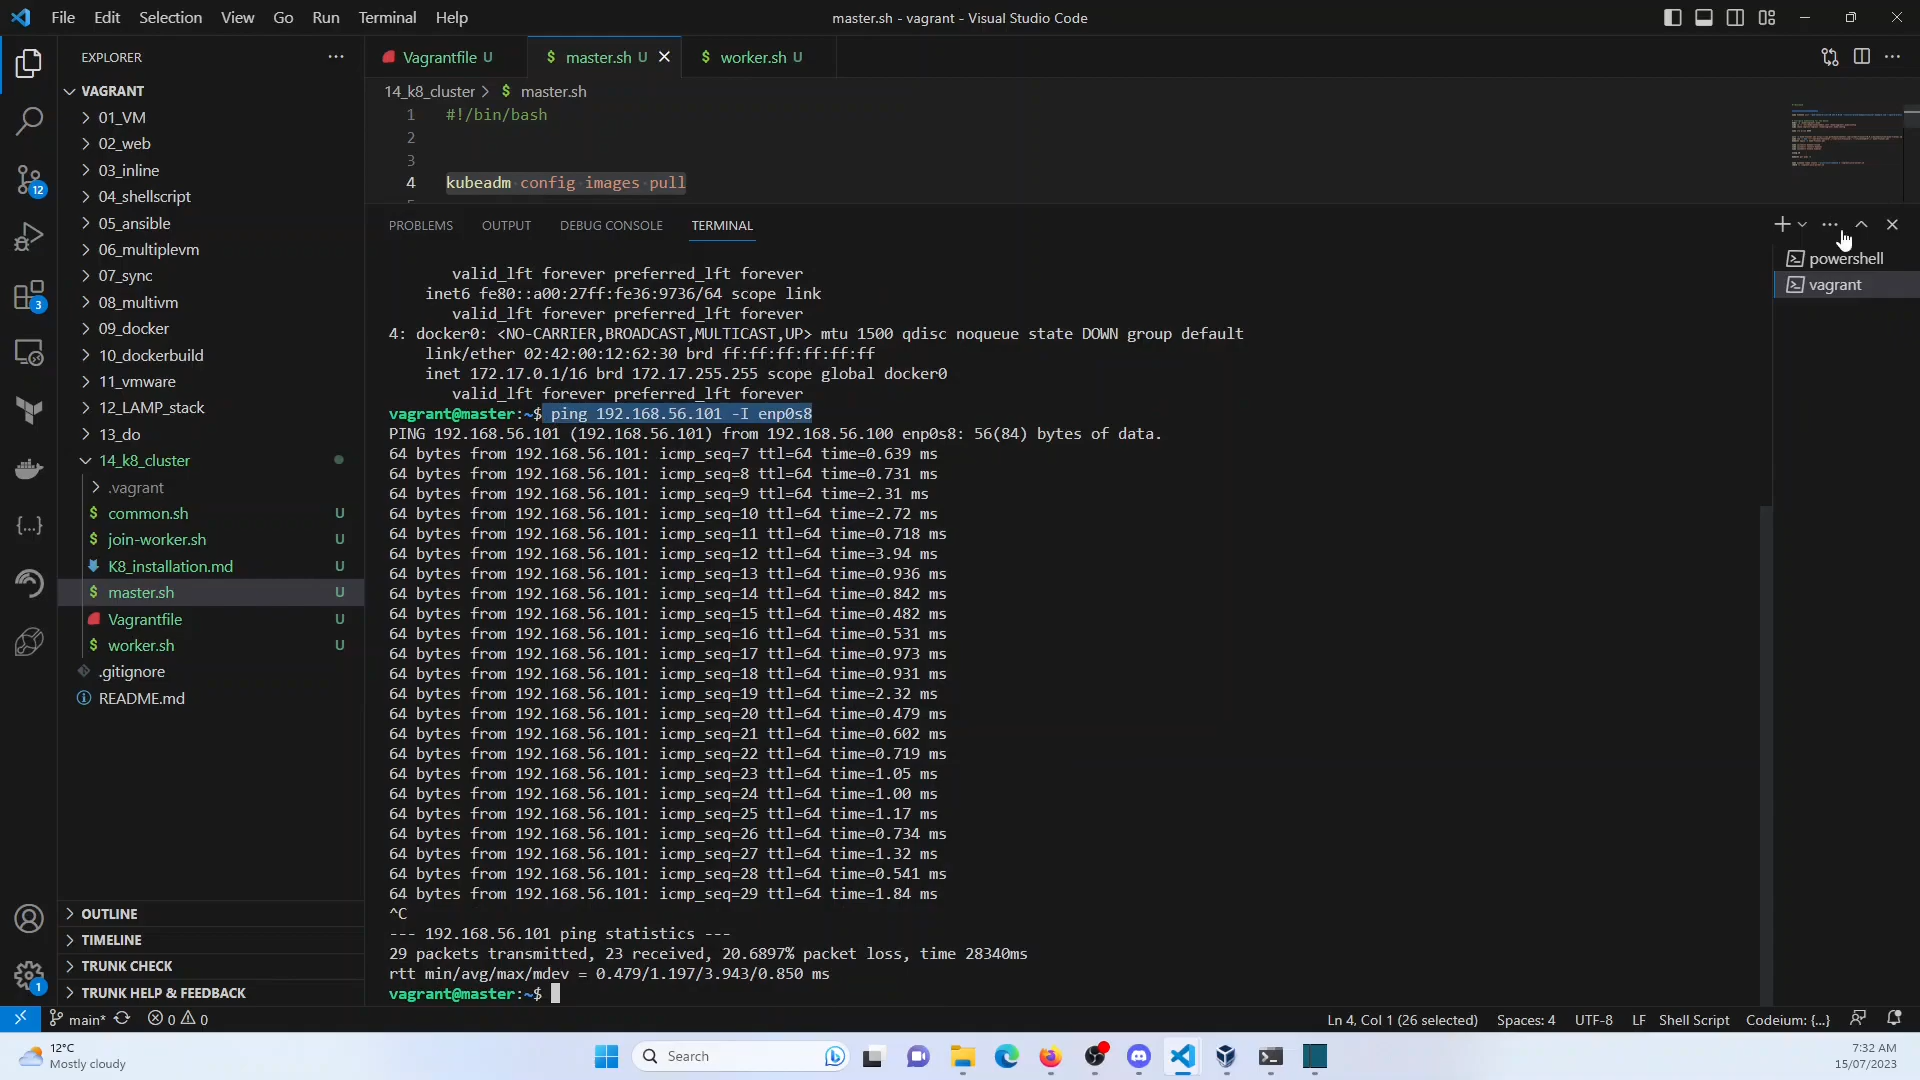 File Edit Selection View Go Run Terminal Help
master.sh - vagrant - Visual Studio Code
EXPLORER
VAGRANT
01_VM
02_web
03_inline
04_shellscript
05_ansible
06_multiplevm
07_sync
08_multivm
09_docker
10_dockerbuild
11_vmware
12_LAMP_stack
13_do
14_k8_cluster
.vagrant
common.sh U
join-worker.sh U
K8_installation.md U
master.sh U
Vagrantfile U
worker.sh U
.gitignore
README.md
OUTLINE
TIMELINE
TRUNK CHECK
TRUNK HELP & FEEDBACK
12
3
1
Vagrantfile U
master.sh U
worker.sh U
14_k8_cluster > $ master.sh
1 #!/bin/bash
2
3
4 kubeadm config images pull
PROBLEMS OUTPUT DEBUG CONSOLE TERMINAL
powershell
vagrant
valid_lft forever preferred_lft forever
inet6 fe80::a00:27ff:fe36:9736/64 scope link
valid_lft forever preferred_lft forever
4: docker0: <NO-CARRIER,BROADCAST,MULTICAST,UP> mtu 1500 qdisc noqueue state DOWN group default
link/ether 02:42:00:12:62:30 brd ff:ff:ff:ff:ff:ff
inet 172.17.0.1/16 brd 172.17.255.255 scope global docker0
valid_lft forever preferred_lft forever
vagrant@master:~$ ping 192.168.56.101 -I enp0s8
PING 192.168.56.101 (192.168.56.101) from 192.168.56.100 enp0s8: 56(84) bytes of data.
64 bytes from 192.168.56.101: icmp_seq=7 ttl=64 time=0.639 ms
64 bytes from 192.168.56.101: icmp_seq=8 ttl=64 time=0.731 ms
64 bytes from 192.168.56.101: icmp_seq=9 ttl=64 time=2.31 ms
64 bytes from 192.168.56.101: icmp_seq=10 ttl=64 time=2.72 ms
64 bytes from 192.168.56.101: icmp_seq=11 ttl=64 time=0.718 ms
64 bytes from 192.168.56.101: icmp_seq=12 ttl=64 time=3.94 ms
64 bytes from 192.168.56.101: icmp_seq=13 ttl=64 time=0.936 ms
64 bytes from 192.168.56.101: icmp_seq=14 ttl=64 time=0.842 ms
64 bytes from 192.168.56.101: icmp_seq=15 ttl=64 time=0.482 ms
64 bytes from 192.168.56.101: icmp_seq=16 ttl=64 time=0.531 ms
64 bytes from 192.168.56.101: icmp_seq=17 ttl=64 time=0.973 ms
64 bytes from 192.168.56.101: icmp_seq=18 ttl=64 time=0.931 ms
64 bytes from 192.168.56.101: icmp_seq=19 ttl=64 time=2.32 ms
64 bytes from 192.168.56.101: icmp_seq=20 ttl=64 time=0.479 ms
64 bytes from 192.168.56.101: icmp_seq=21 ttl=64 time=0.602 ms
64 bytes from 192.168.56.101: icmp_seq=22 ttl=64 time=0.719 ms
64 bytes from 192.168.56.101: icmp_seq=23 ttl=64 time=1.05 ms
64 bytes from 192.168.56.101: icmp_seq=24 ttl=64 time=1.00 ms
64 bytes from 192.168.56.101: icmp_seq=25 ttl=64 time=1.17 ms
64 bytes from 192.168.56.101: icmp_seq=26 ttl=64 time=0.734 ms
64 bytes from 192.168.56.101: icmp_seq=27 ttl=64 time=1.32 ms
64 bytes from 192.168.56.101: icmp_seq=28 ttl=64 time=0.541 ms
64 bytes from 192.168.56.101: icmp_seq=29 ttl=64 time=1.84 ms
^C
--- 192.168.56.101 ping statistics ---
29 packets transmitted, 23 received, 20.6897% packet loss, time 28340ms
rtt min/avg/max/mdev = 0.479/1.197/3.943/0.850 ms
vagrant@master:~$
main* 0 0
Ln 4, Col 1 (26 selected) Spaces: 4 UTF-8 LF Shell Script Codeium: {...}
12°C
Mostly cloudy
Search
7:32 AM
15/07/2023